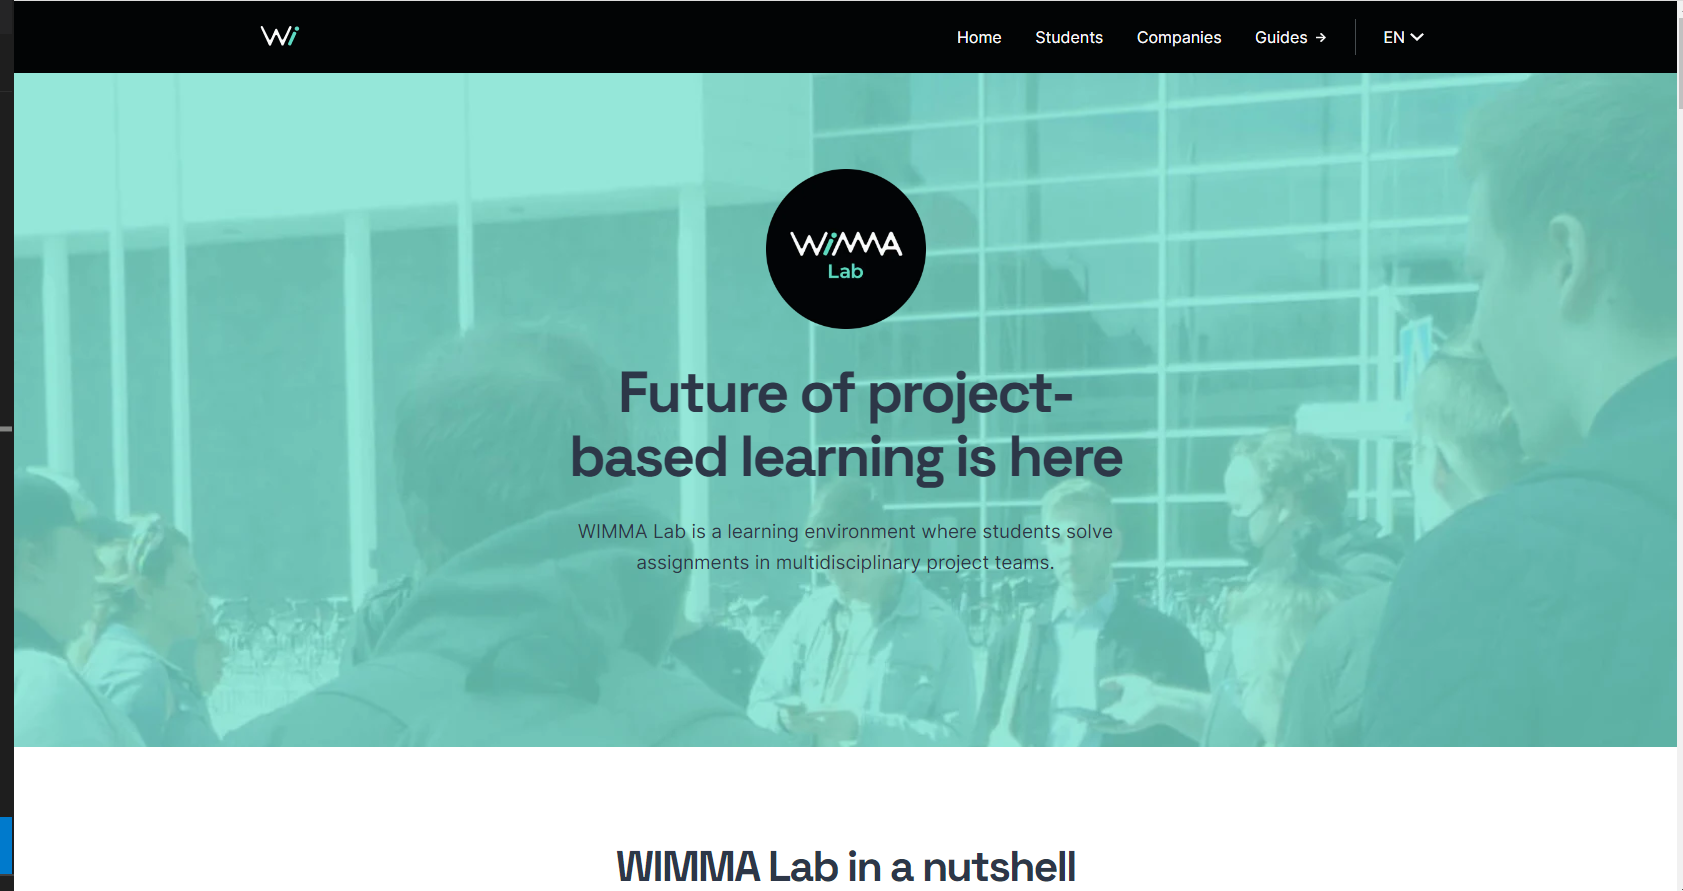 Wi
Home Students Companies Guides → EN
WIMMA
Lab
Future of project-
based learning is here
WIMMA Lab is a learning environment where students solve
assignments in multidisciplinary project teams.
WIMMA Lab in a nutshell